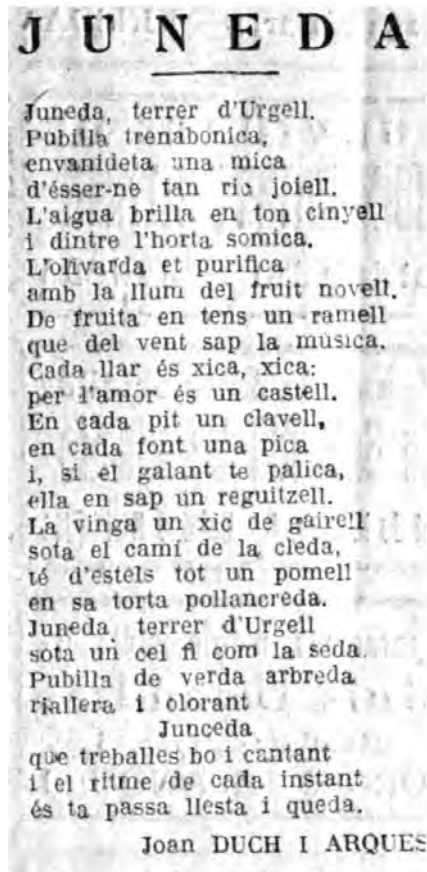 JUNEDA
Juneda, terrer d'Urgell.
Pubilla trenabonica,
envanideta una mica
d'ésser-ne tan ric joiell.
L'aigua brilla en ton cinyell
i dintre l'horta somica.
L'olivarda et purifica
amb la llum del fruit novell.
De fruita en tens un ramell
que del vent sap la música.
Cada llar és xica, xica:
per l'amor és un castell.
En cada pit un clavell,
en cada font una pica
i, si el galant te palica,
ella en sap un reguitzell.
La vinga un xic de gairell
sota el camí de la cleda,
té d'estels tot un pomell
en sa torta pollancreda.
Juneda, terrer d'Urgell
sota un cel fi com la seda.
Pubilla de verda arbreda
riallera i olorant
Junceda
que treballes bo i cantant
i el ritme de cada instant
és ta passa llesta i queda.
Joan DUCH I ARQUES